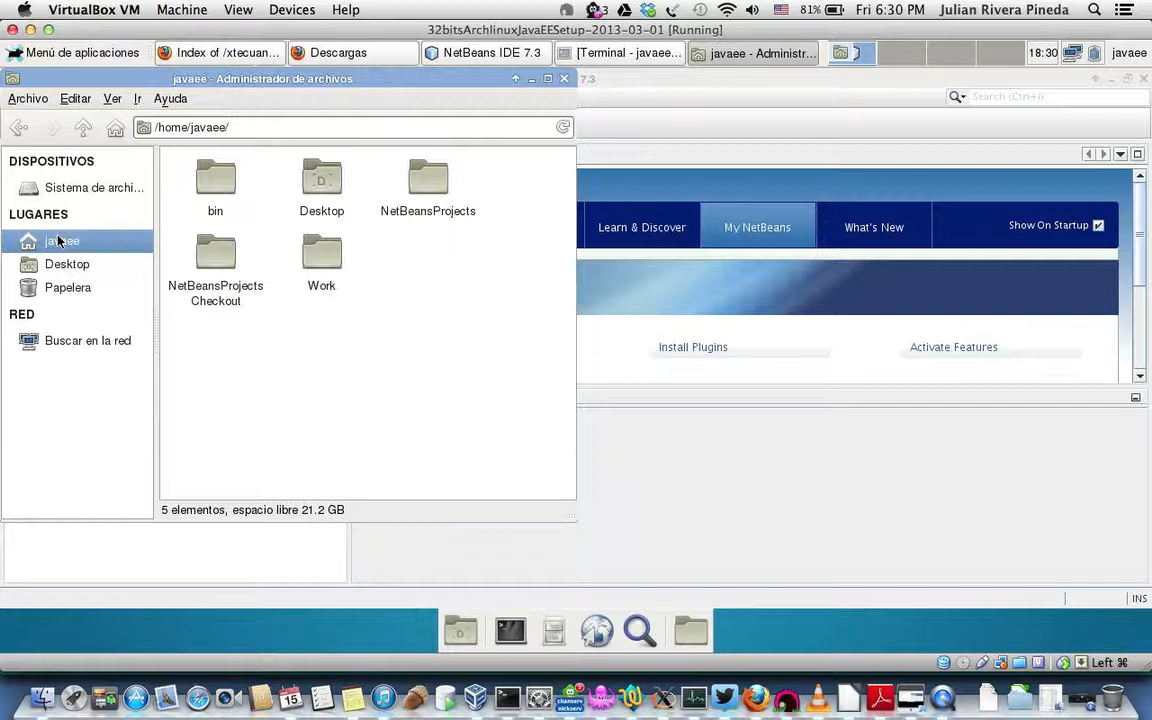 VirtualBox VM Machine View Devices Help 81% Fri 6:30 PM Julian Rivera Pineda
32bitsArchlinuxJavaEESetup-2013-03-01 [Running]
Menú de aplicaciones Index of /xtecuan... Descargas NetBeans IDE 7.3 [Terminal - javaee... javaee - Administr... 18:30 javaee
javaee - Administrador de archivos 7.3
Archivo Editar Ver Ir Ayuda Search (Ctrl+I)
/home/javaee/
DISPOSITIVOS
Sistema de archi...
LUGARES
javaee
Desktop
Papelera
RED
Buscar en la red
bin Desktop NetBeansProjects
NetBeansProjects
Checkout
Work
5 elementos, espacio libre 21.2 GB
Learn & Discover My NetBeans What's New Show On Startup
Install Plugins Activate Features
INS
Left ⌘